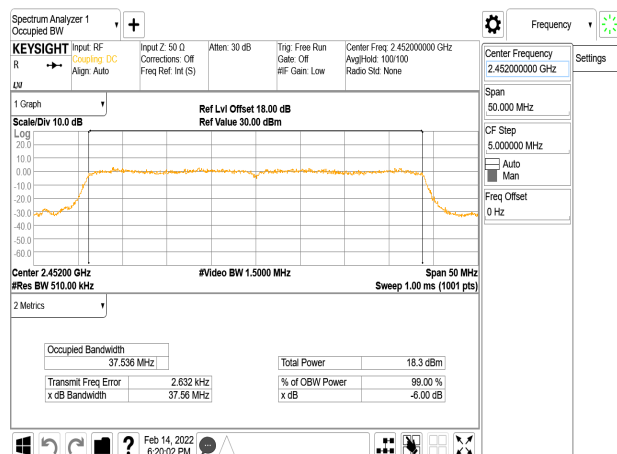 Spectrum Analyzer 1
Occupied BW
Frequency
KEYSIGHT
R
LXI
Input: RF
Coupling: DC
Align: Auto
Input Z: 50 Ω
Corrections: Off
Freq Ref: Int (S)
Atten: 30 dB
Trig: Free Run
Gate: Off
#IF Gain: Low
Center Freq: 2.452000000 GHz
Avg|Hold: 100/100
Radio Std: None
Center Frequency
2.452000000 GHz
Settings
Span
50.000 MHz
CF Step
5.000000 MHz
Auto
Man
Freq Offset
0 Hz
1 Graph
Scale/Div 10.0 dB
Ref Lvl Offset 18.00 dB
Ref Value 30.00 dBm
Log
20.0
10.0
0.00
-10.0
-20.0
-30.0
-40.0
-50.0
-60.0
Center 2.45200 GHz
#Video BW 1.5000 MHz
Span 50 MHz
#Res BW 510.00 kHz
Sweep 1.00 ms (1001 pts)
2 Metrics
Occupied Bandwidth
37.536 MHz
Total Power 18.3 dBm
Transmit Freq Error 2.632 kHz
% of OBW Power 99.00 %
x dB Bandwidth 37.56 MHz
x dB -6.00 dB
?
Feb 14, 2022
6:20:02 PM